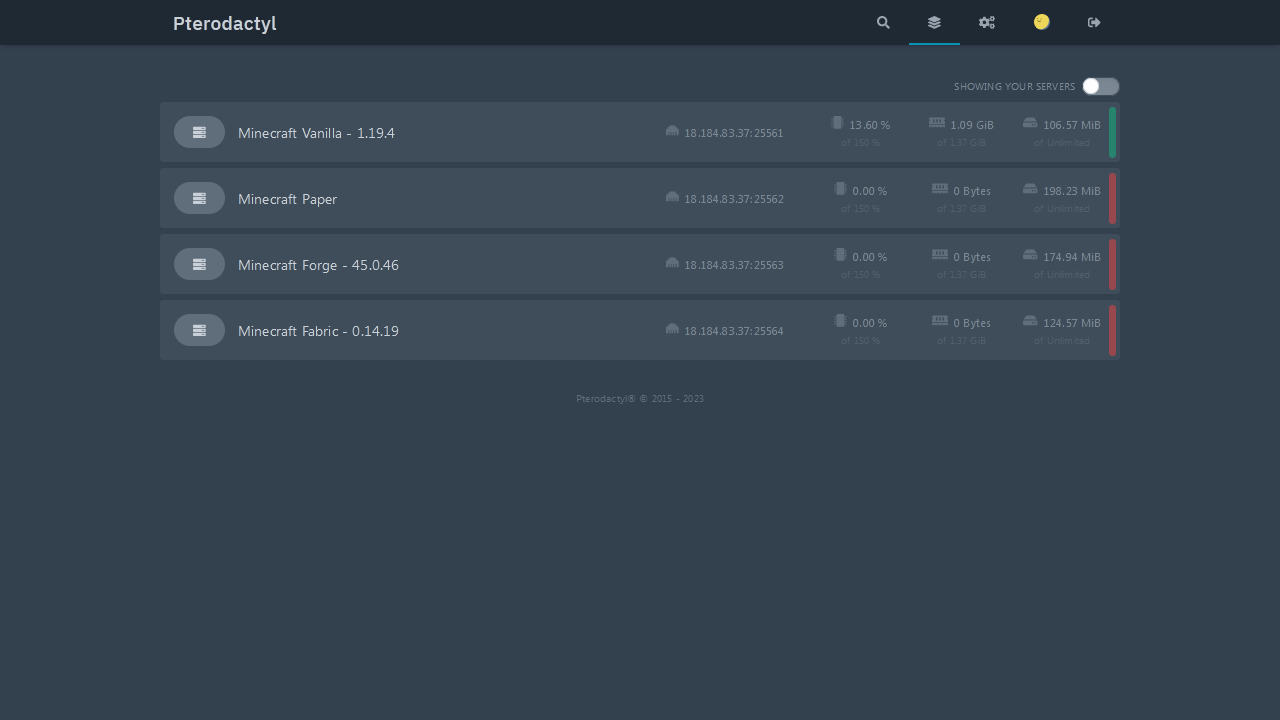 Pterodactyl
SHOWING YOUR SERVERS
Minecraft Vanilla - 1.19.4
18.184.83.37:25561
13.60 %
of 150 %
1.09 GiB
of 1.37 GiB
106.57 MiB
of Unlimited
Minecraft Paper
18.184.83.37:25562
0.00 %
of 150 %
0 Bytes
of 1.37 GiB
198.23 MiB
of Unlimited
Minecraft Forge - 45.0.46
18.184.83.37:25563
0.00 %
of 150 %
0 Bytes
of 1.37 GiB
174.94 MiB
of Unlimited
Minecraft Fabric - 0.14.19
18.184.83.37:25564
0.00 %
of 150 %
0 Bytes
of 1.37 GiB
124.57 MiB
of Unlimited
Pterodactyl® © 2015 - 2023